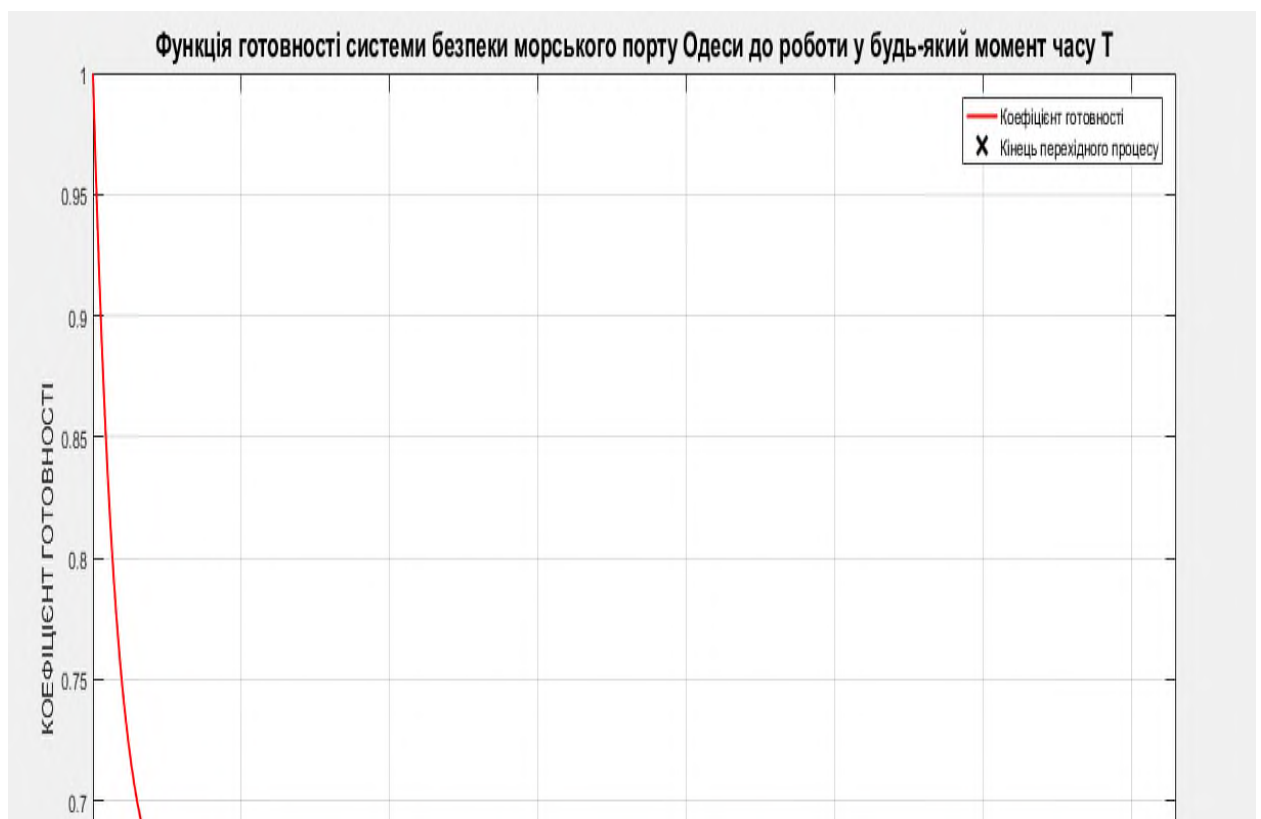 Функція готовності системи безпеки морського порту Одеси до роботи у будь-який момент часу T
1
Коефіцієнт готовності
Кінець перехідного процесу
0.95
0.9
0.85
0.8
0.75
0.7
КОЕФІЦІЄНТ ГОТОВНОСТІ